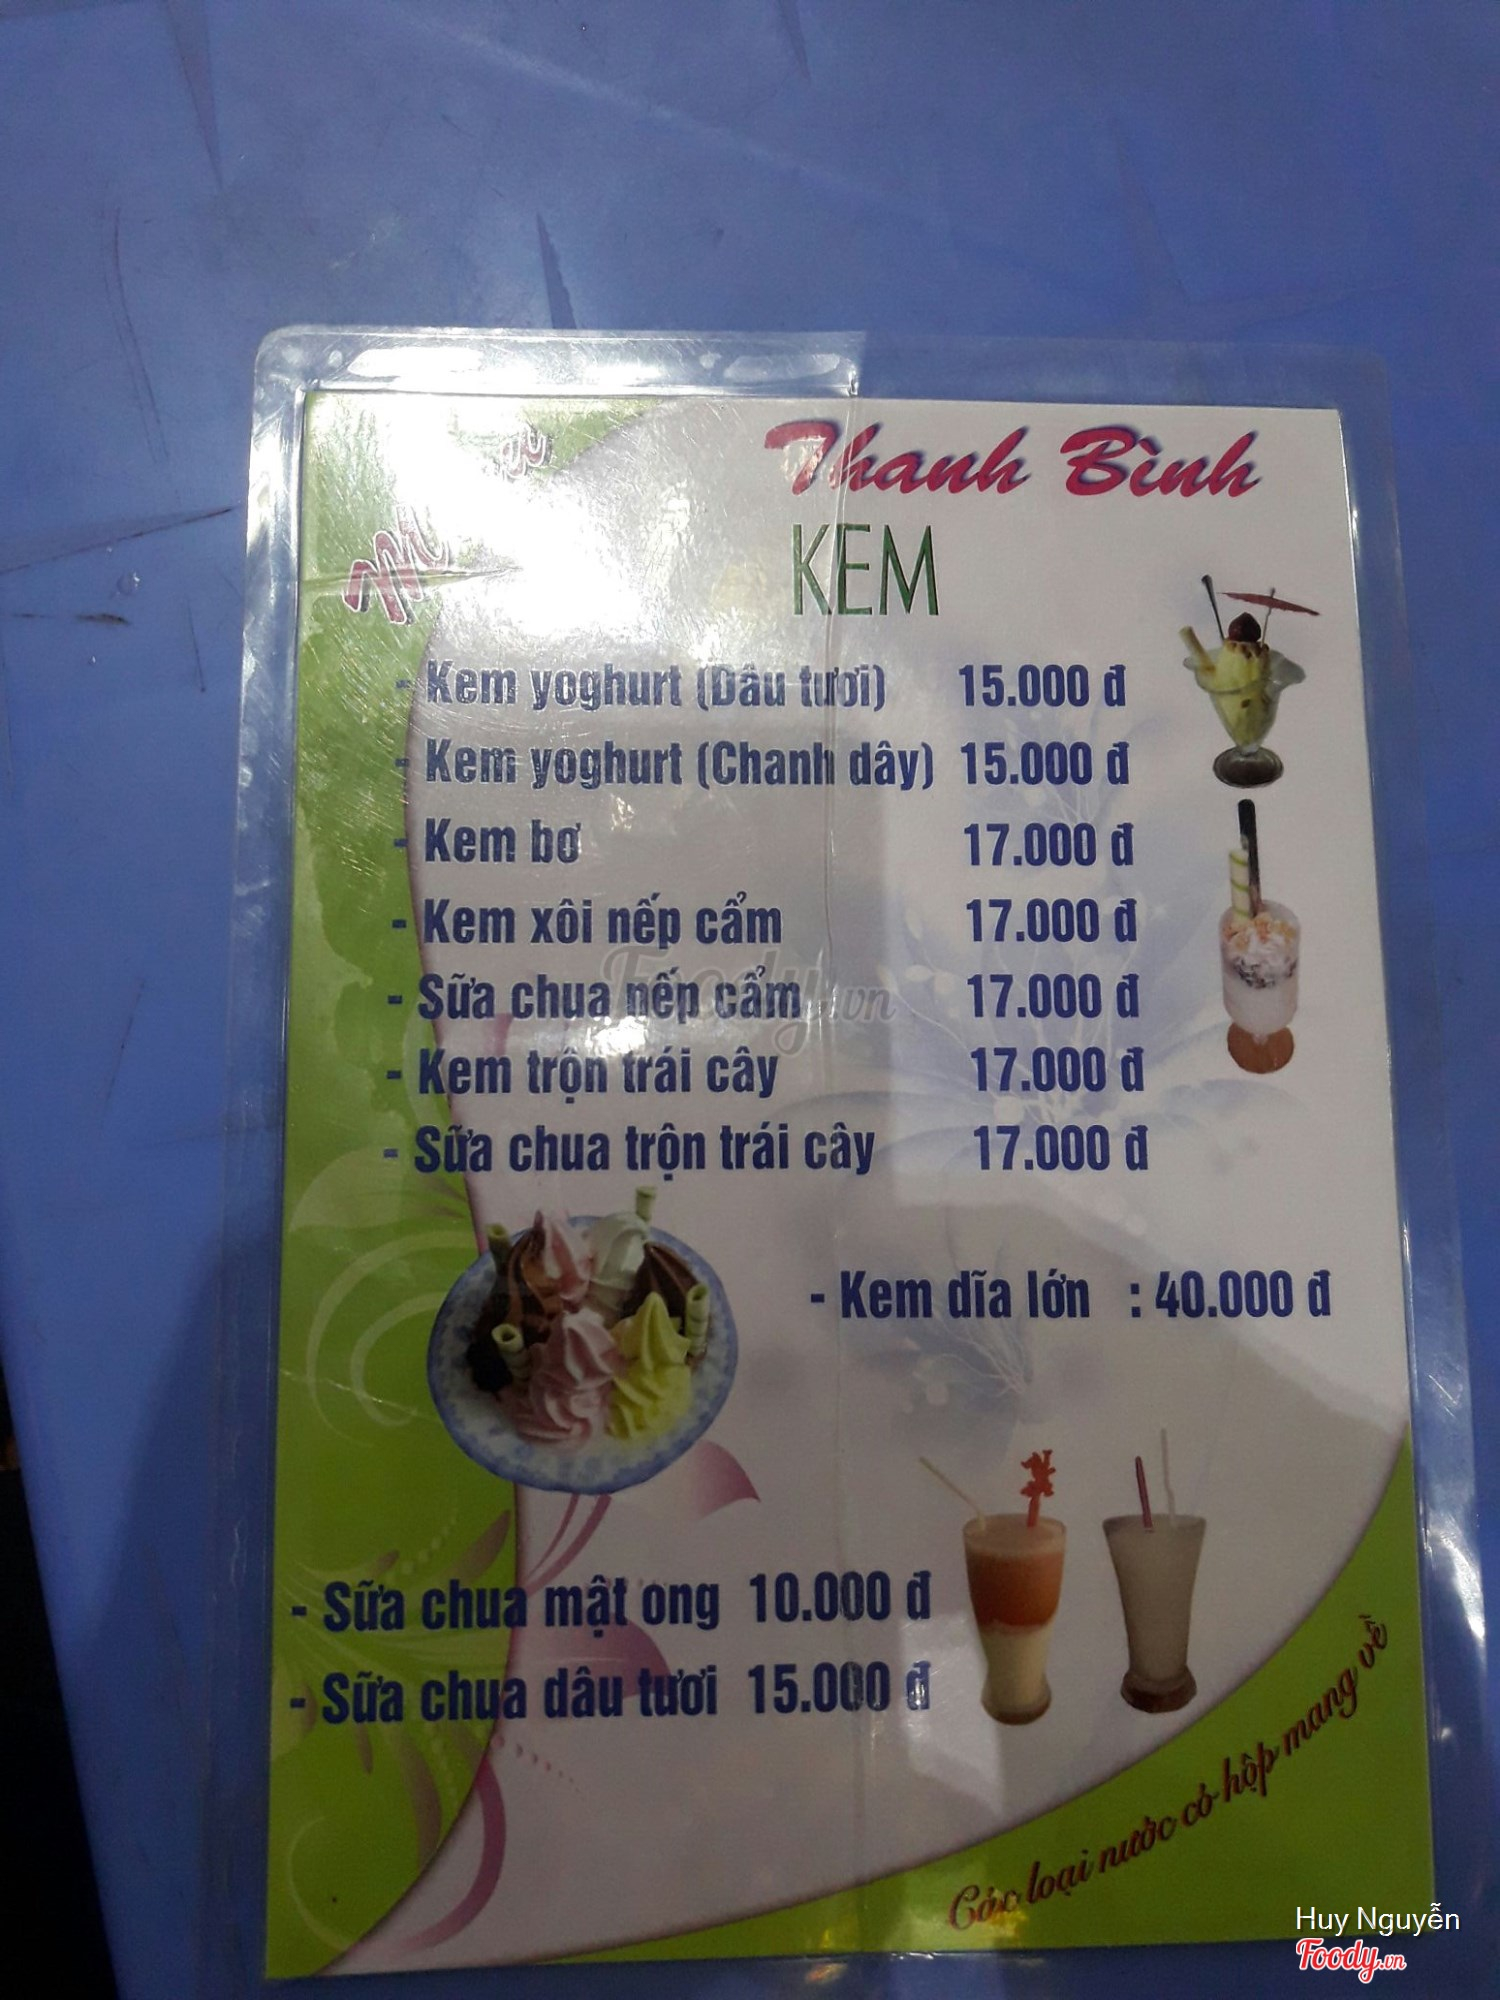 Thanh Bình
KEM
- Kem yoghurt (Dâu tươi) 15.000 đ
- Kem yoghurt (Chanh dây) 15.000 đ
- Kem bơ 17.000 đ
- Kem xôi nếp cẩm 17.000 đ
- Sữa chua nếp cẩm 17.000 đ
- Kem trộn trái cây 17.000 đ
- Sữa chua trộn trái cây 17.000 đ
- Kem dĩa lớn : 40.000 đ
- Sữa chua mật ong 10.000 đ
- Sữa chua dâu tươi 15.000 đ
Các loại nước có hộp mang về
Foody.vn
Huy Nguyễn
Foody.vn